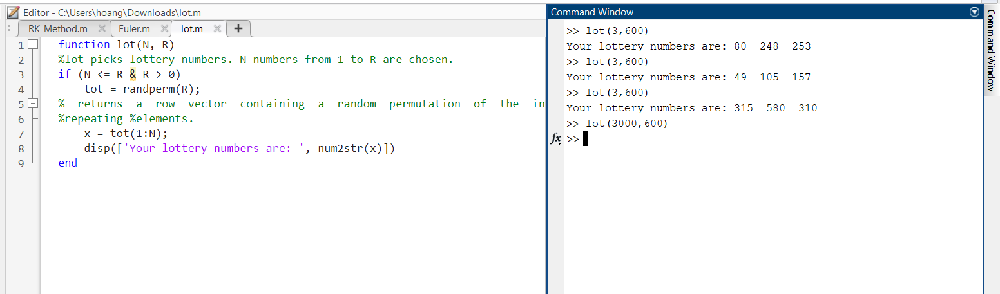 Editor - C:\Users\hoang\Downloads\lot.m
RK_Method.m Euler.m lot.m +
1 function lot(N, R)
2 %lot picks lottery numbers. N numbers from 1 to R are chosen.
3 if (N <= R & R > 0)
4 tot = randperm(R);
5 % returns a row vector containing a random permutation of the
6 %repeating %elements.
7 x = tot(1:N);
8 disp(['Your lottery numbers are: ', num2str(x)])
9 end
Command Window
>> lot(3,600)
Your lottery numbers are: 80 248 253
>> lot(3,600)
Your lottery numbers are: 49 105 157
>> lot(3,600)
Your lottery numbers are: 315 580 310
>> lot(3000,600)
fx >>
Command Window